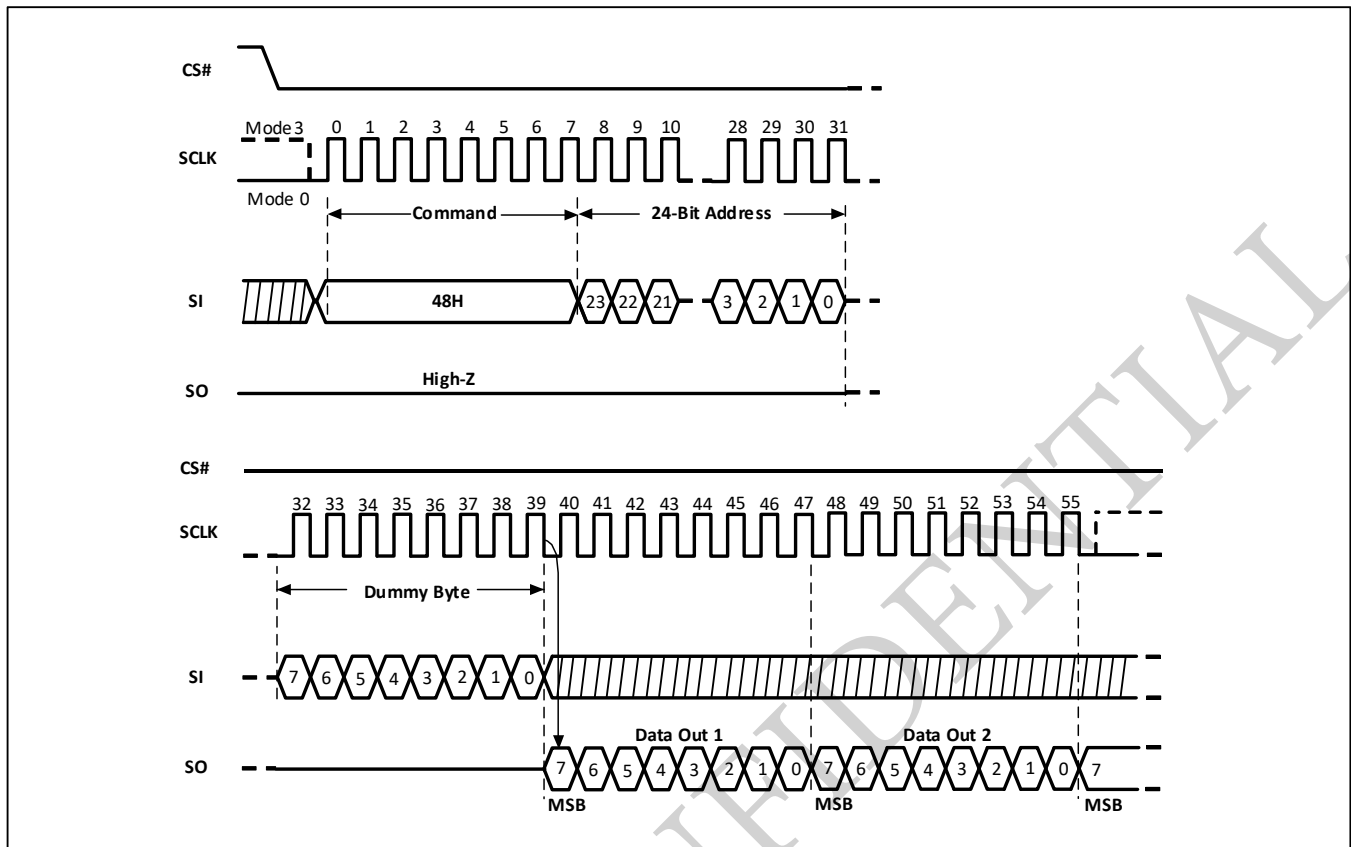 CS#
Mode 3
0 1 2 3 4 5 6 7 8 9 10 28 29 30 31
SCLK
Mode 0
Command
24-Bit Address
SI
48H
23 22 21 3 2 1 0
High-Z
SO
CS#
32 33 34 35 36 37 38 39 40 41 42 43 44 45 46 47 48 49 50 51 52 53 54 55
SCLK
Dummy Byte
SI
7 6 5 4 3 2 1 0
Data Out 1
Data Out 2
SO
7 6 5 4 3 2 1 0 7 6 5 4 3 2 1 0 7
MSB
MSB
MSB
FIDENTIAL